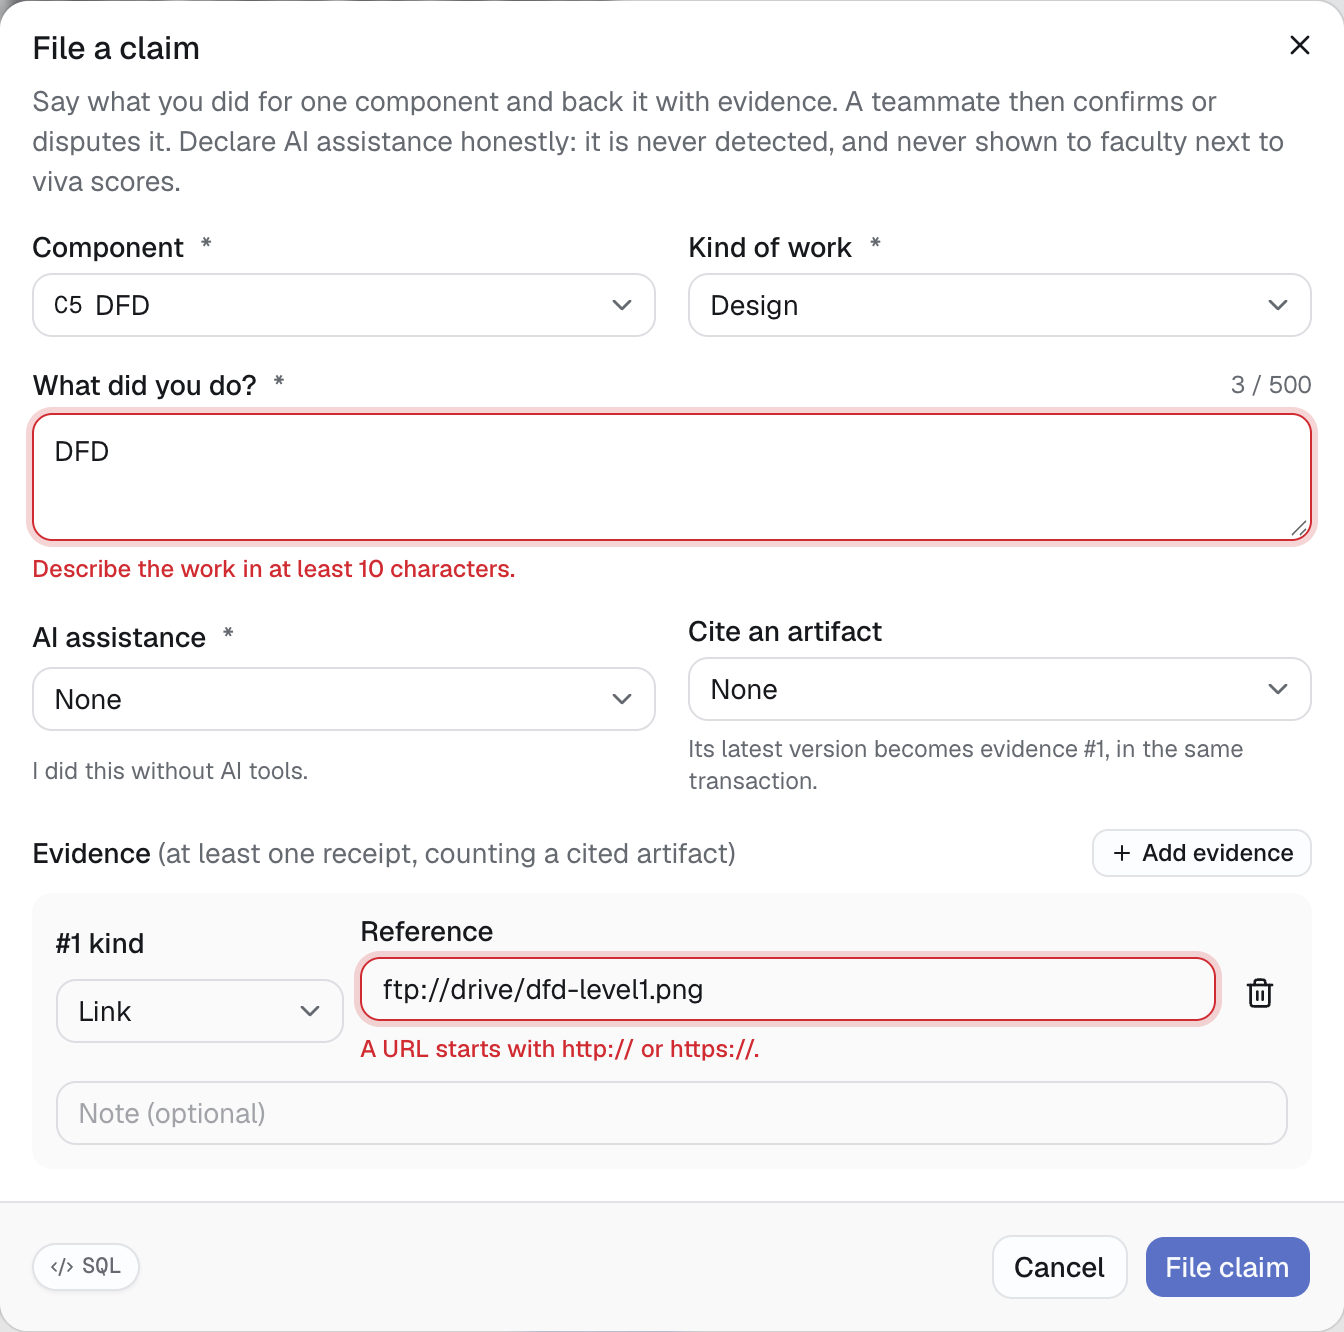 File a claim
Say what you did for one component and back it with evidence. A teammate then confirms or
disputes it. Declare AI assistance honestly: it is never detected, and never shown to faculty next to
viva scores.
Component *
Kind of work *
C5 DFD
Design
What did you do? *
3 / 500
DFD
Describe the work in at least 10 characters.
AI assistance *
Cite an artifact
None
None
I did this without AI tools.
Its latest version becomes evidence #1, in the same
transaction.
Evidence (at least one receipt, counting a cited artifact)
+ Add evidence
#1 kind
Reference
Link
ftp://drive/dfd-level1.png
A URL starts with http:// or https://.
Note (optional)
</> SQL
Cancel
File claim